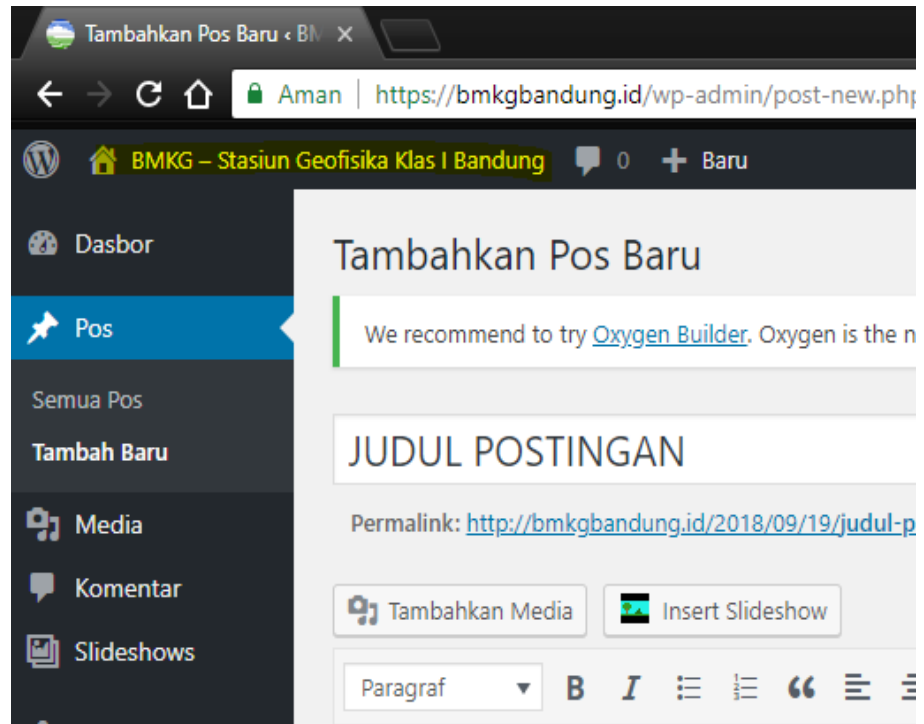 Tambahkan Pos Baru ‹ BM
Aman | https://bmkgbandung.id/wp-admin/post-new.php
BMKG – Stasiun Geofisika Klas I Bandung 0 Baru
Dasbor
Tambahkan Pos Baru
Pos
We recommend to try Oxygen Builder. Oxygen is the n
Semua Pos
Tambah Baru
JUDUL POSTINGAN
Media
Permalink: http://bmkgbandung.id/2018/09/19/judul-p
Komentar
Tambahkan Media Insert Slideshow
Slideshows
Paragraf B I